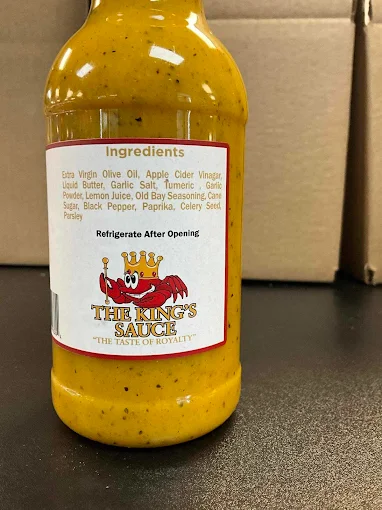 Ingredients
Extra Virgin Olive Oil, Apple Cider Vinagar,
Liquid Butter, Garlic Salt, Tumeric , Garlic
Powder, Lemon Juice, Old Bay Seasoning, Cane
Sugar, Black Pepper, Paprika, Celery Seed,
Parsley
Refrigerate After Opening
THE KING'S
SAUCE
"THE TASTE OF ROYALTY"